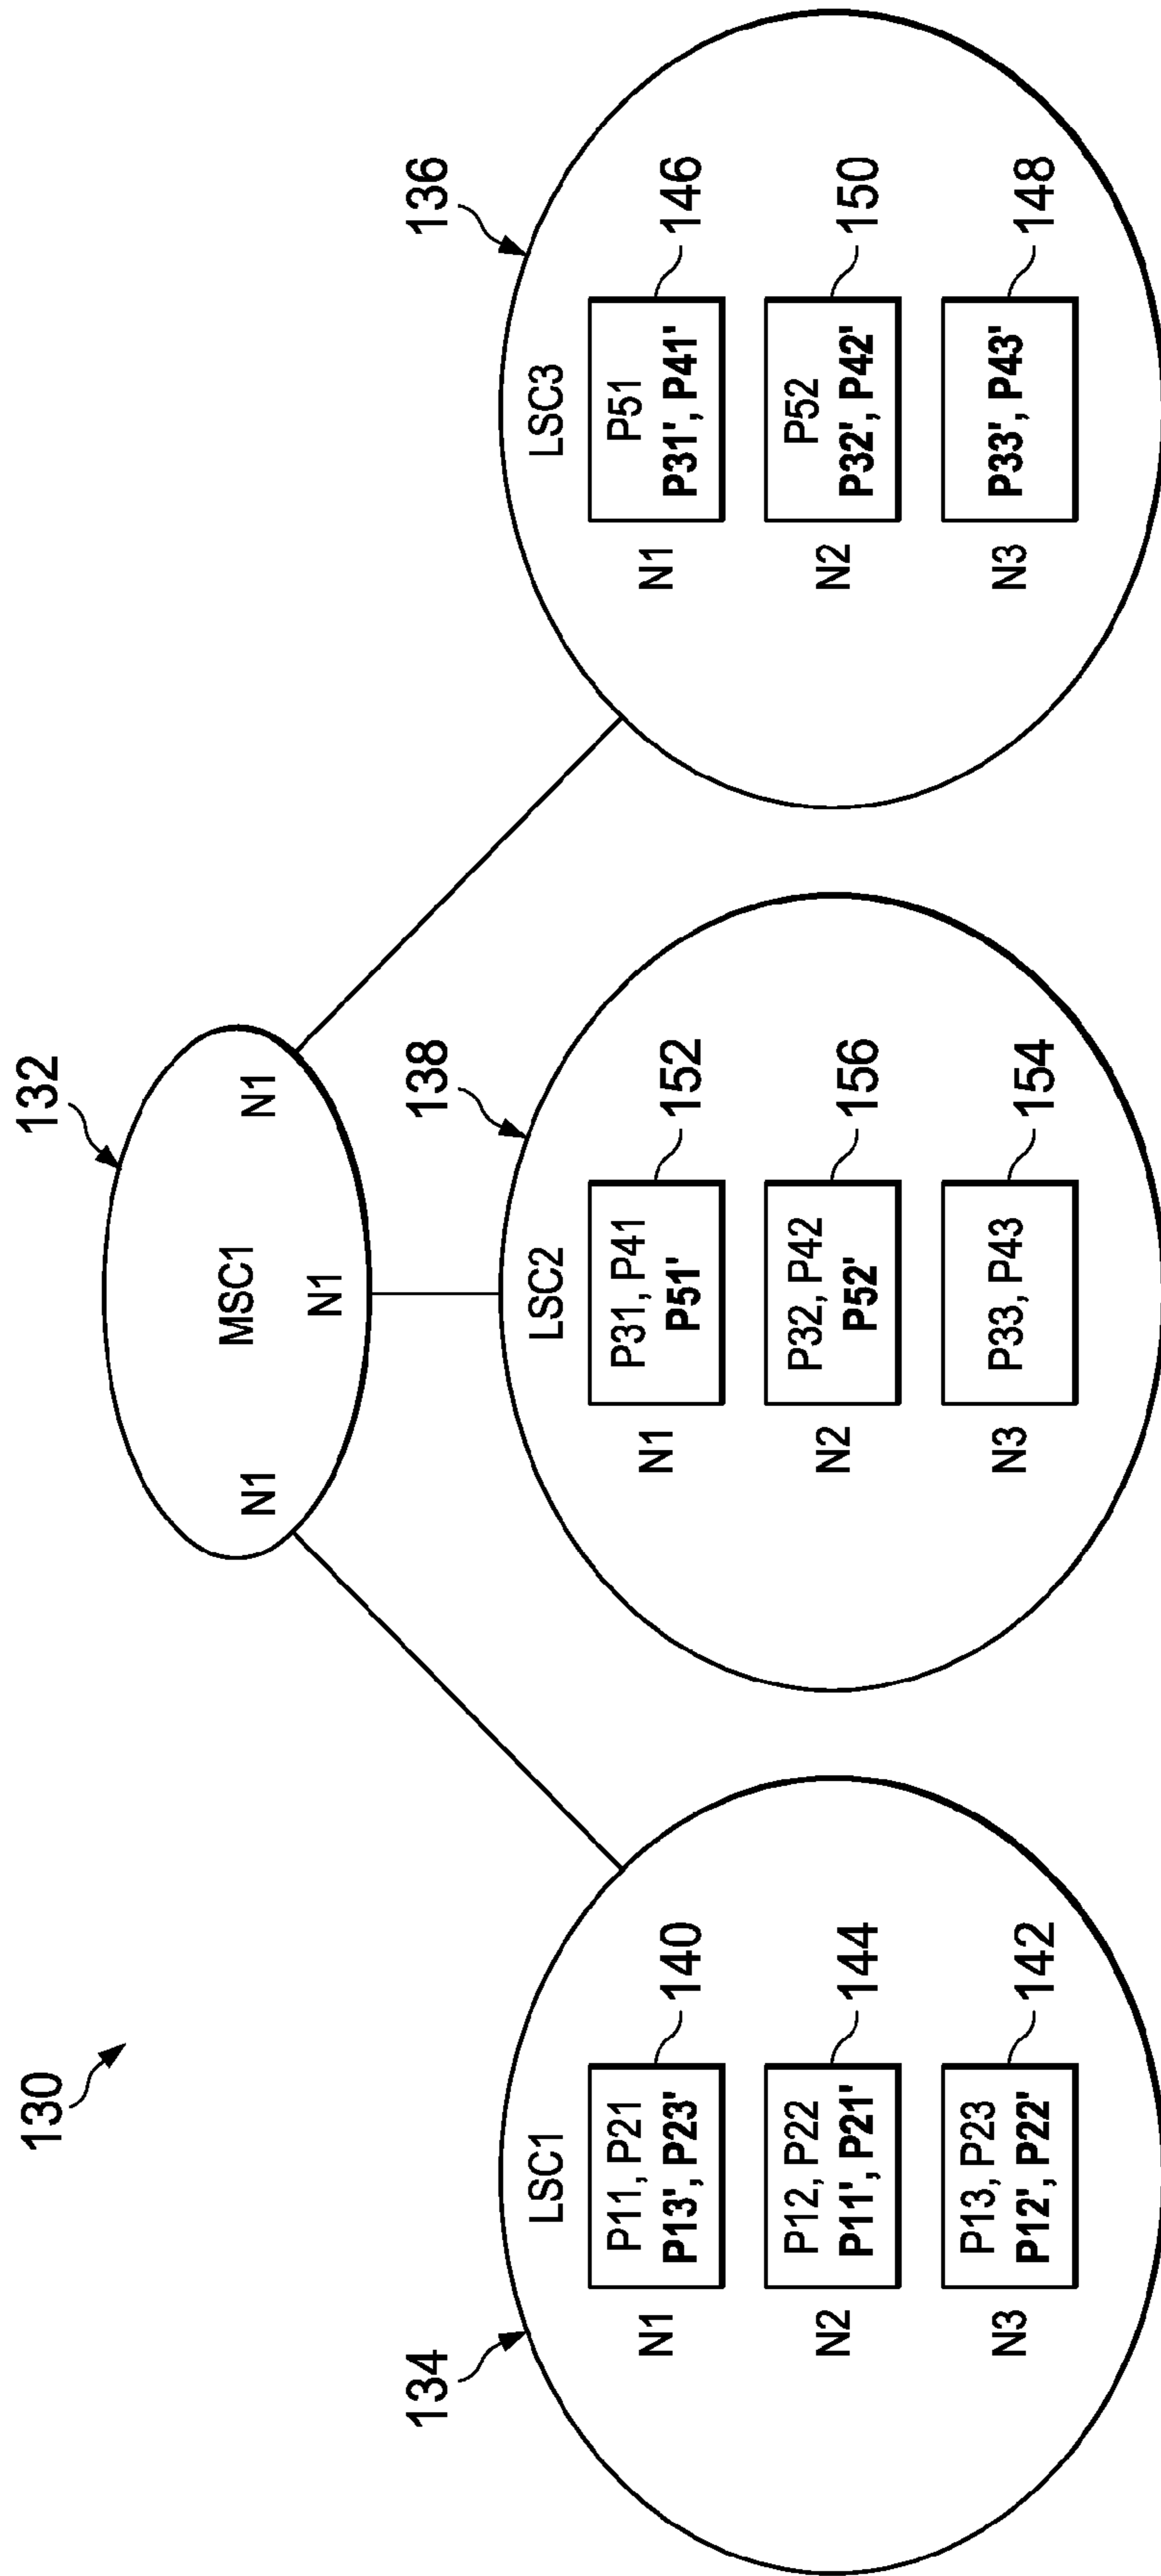 130
132
MSC1
N1
N1
N1
134
LSC1
N1
P11, P21
P13', P23'
140
N2
P12, P22
P11', P21'
144
N3
P13, P23
P12', P22'
142
138
LSC2
N1
P31, P41
P51'
152
N2
P32, P42
P52'
156
N3
P33, P43
154
136
LSC3
N1
P51
P31', P41'
146
N2
P52
P32', P42'
150
N3
P33', P43'
148